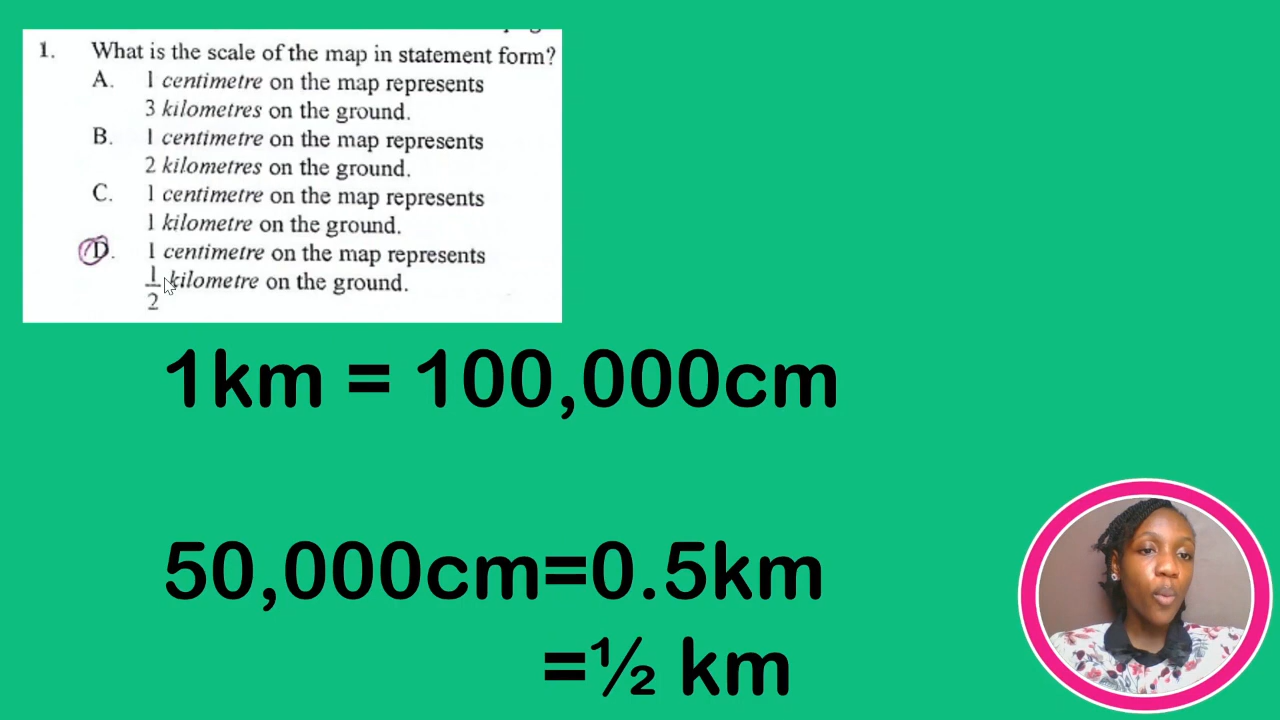 1. What is the scale of the map in statement form?
A. 1 centimetre on the map represents
3 kilometres on the ground.
B. 1 centimetre on the map represents
2 kilometres on the ground.
C. 1 centimetre on the map represents
1 kilometre on the ground.
D. 1 centimetre on the map represents
1/2 kilometre on the ground.
1km = 100,000cm
50,000cm=0.5km
=½ km